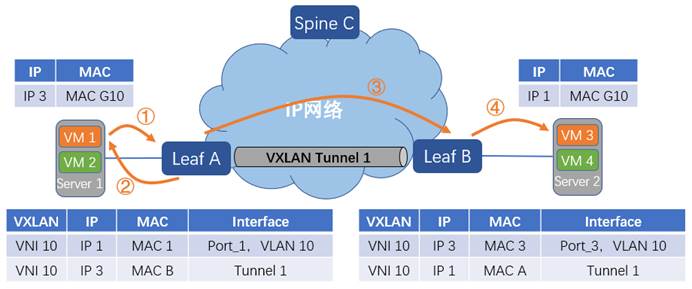 Spine C
IP MAC
IP 3 MAC G10
IP MAC
IP 1 MAC G10
① ③ ④
IP网络
VM 1
VM 2
Server 1
②
Leaf A
VXLAN Tunnel 1
Leaf B
VM 3
VM 4
Server 2
VXLAN IP MAC Interface
VNI 10 IP 1 MAC 1 Port_1，VLAN 10
VNI 10 IP 3 MAC B Tunnel 1
VXLAN IP MAC Interface
VNI 10 IP 3 MAC 3 Port_3，VLAN 10
VNI 10 IP 1 MAC A Tunnel 1